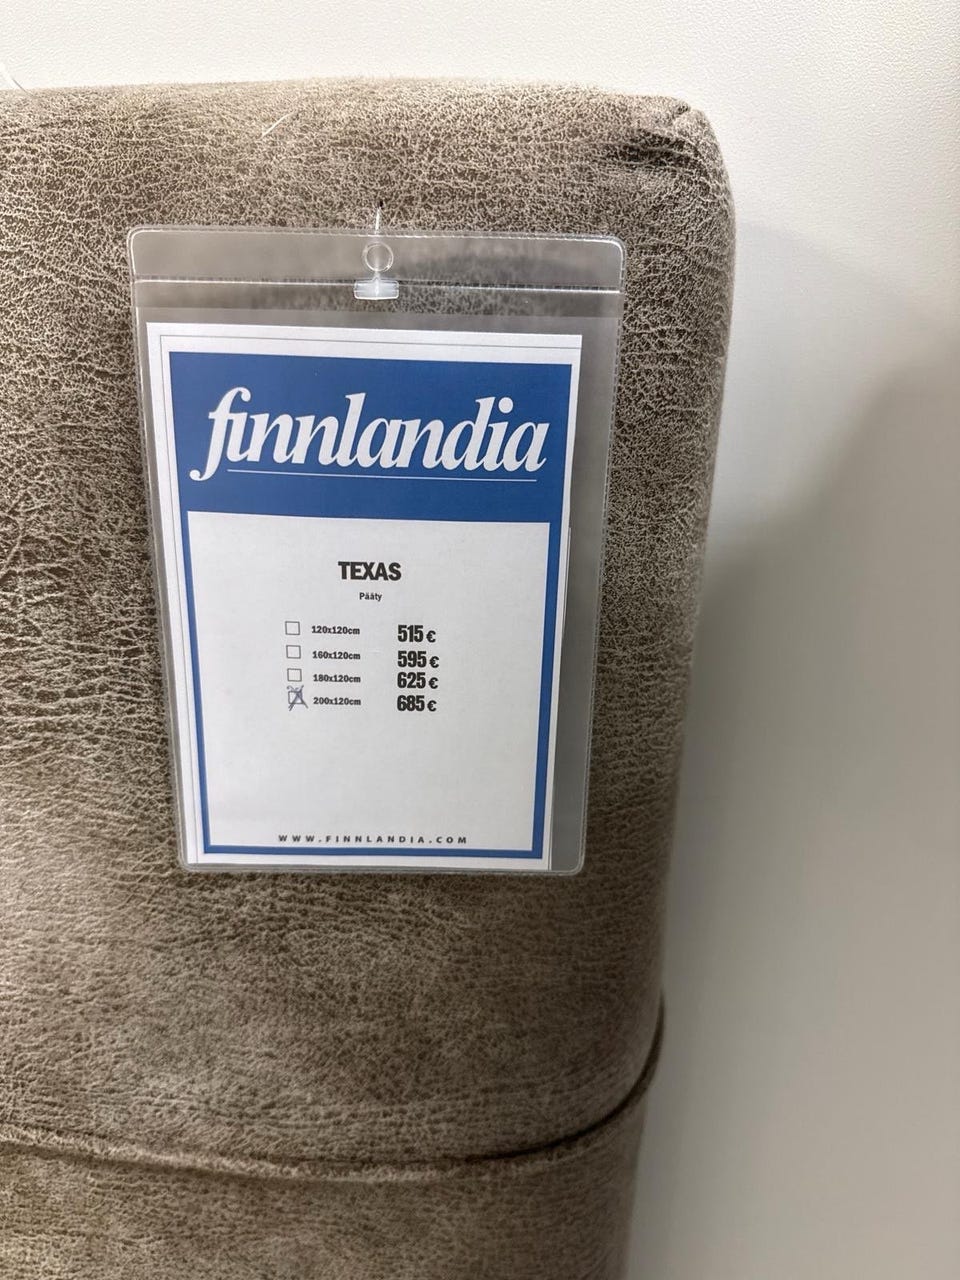 finnlandia
TEXAS
Pääty
120x120cm 515 €
160x120cm 595 €
180x120cm 625 €
200x120cm 685 €
WWW.FINNLANDIA.COM